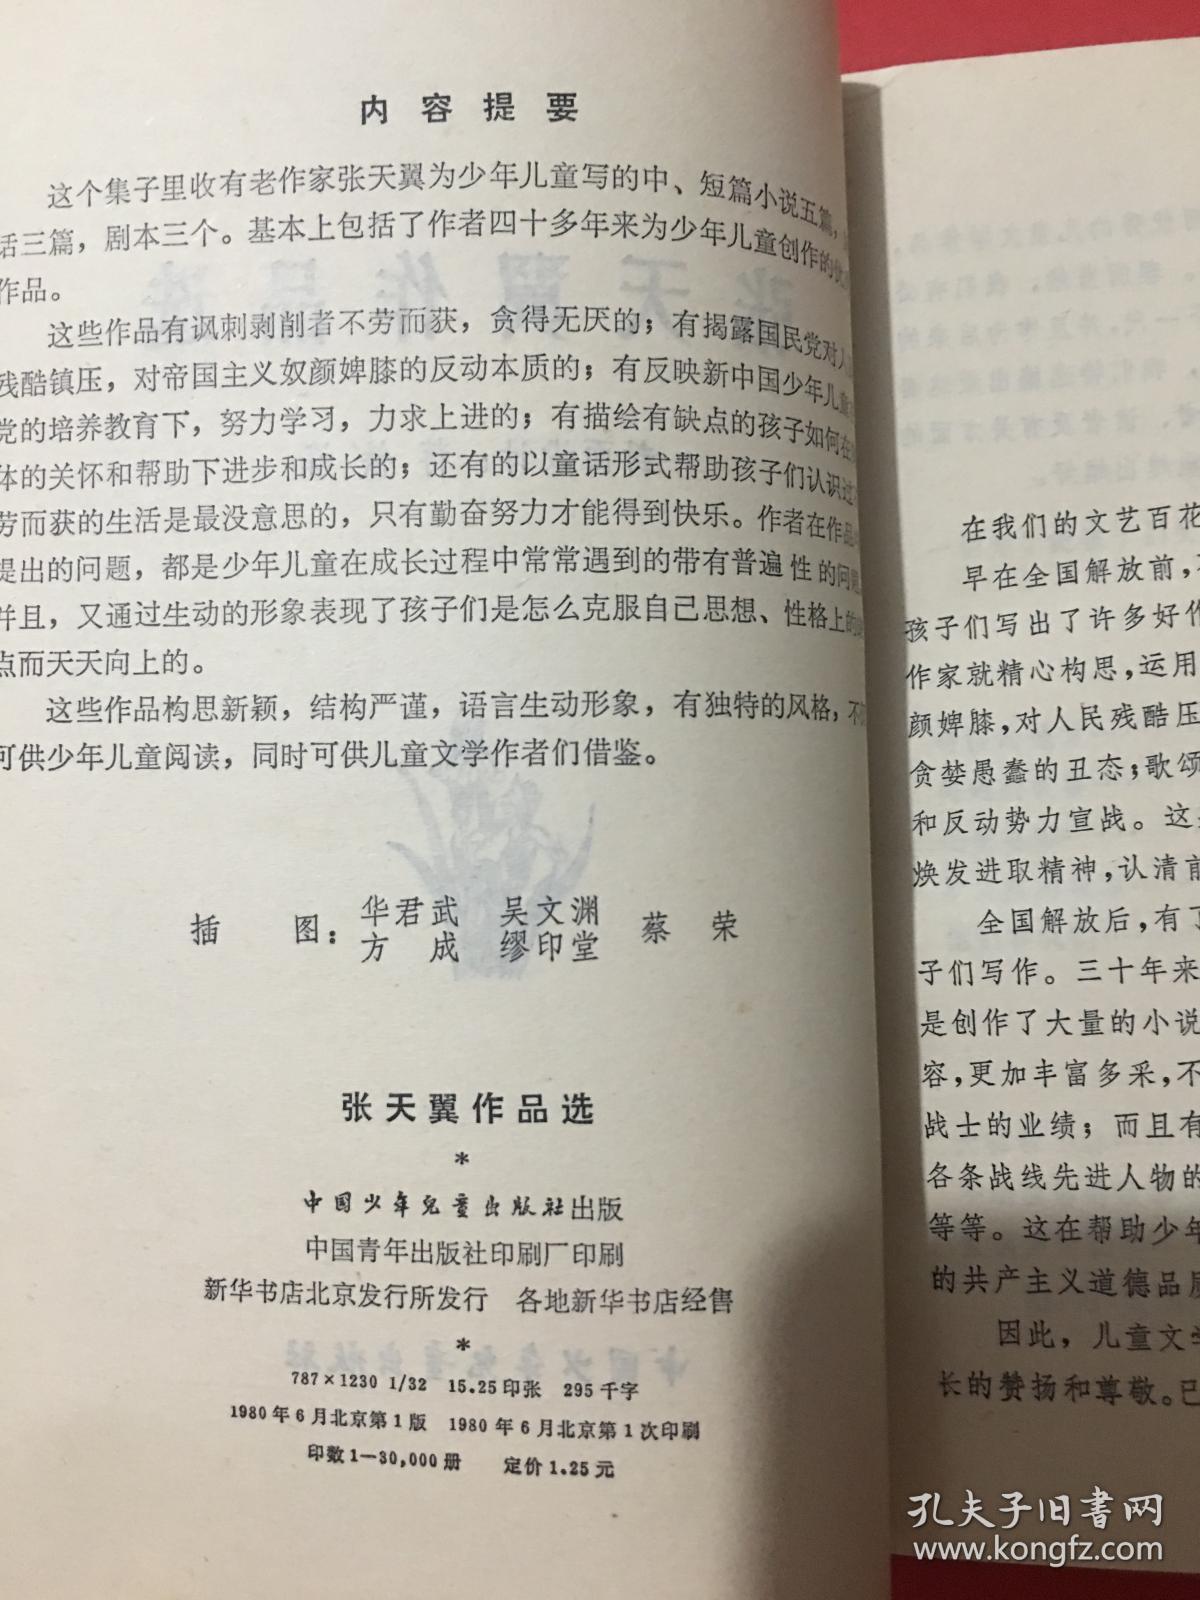 内容提要
这个集子里收有老作家张天翼为少年儿童写的中、短篇小说五篇,
话三篇，剧本三个。基本上包括了作者四十多年来为少年儿童创作的优
作品。
这些作品有讽刺剥削者不劳而获，贪得无厌的；有揭露国民党对人
残酷镇压，对帝国主义奴颜婢膝的反动本质的；有反映新中国少年儿童
党的培养教育下，努力学习，力求上进的；有描绘有缺点的孩子如何在
体的关怀和帮助下进步和成长的；还有的以童话形式帮助孩子们认识过
劳而获的生活是最没意思的，只有勤奋努力才能得到快乐。作者在作品
提出的问题，都是少年儿童在成长过程中常常遇到的带有普遍性的问
并且，又通过生动的形象表现了孩子们是怎么克服自己思想、性格上的
点而天天向上的。
这些作品构思新颖，结构严谨，语言生动形象，有独特的风格，不
可供少年儿童阅读，同时可供儿童文学作者们借鉴。
插 图：华君武 吴文渊 蔡 荣
方 成 缪印堂
张天翼作品选
*
中国少年儿童出版社出版
中国青年出版社印刷厂印刷
新华书店北京发行所发行 各地新华书店经售
*
787×1230 1/32 15.25印张 295千字
1980年6月北京第1版 1980年6月北京第1次印刷
印数1—30,000册 定价1.25元
在我们的文艺百花
早在全国解放前，
孩子们写出了许多好作
作家就精心构思，运用
颜婢膝，对人民残酷压
贪婪愚蠢的丑态；歌颂
和反动势力宣战。这
焕发进取精神，认清前
全国解放后，有了
子们写作。三十年来
是创作了大量的小说
容，更加丰富多采，不
战士的业绩；而且有
各条战线先进人物的
等等。这在帮助少年
的共产主义道德品质
因此，儿童文学
长的赞扬和尊敬。已
孔夫子旧书网
www.kongfz.com